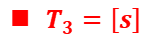 ■ T₃ = [s]